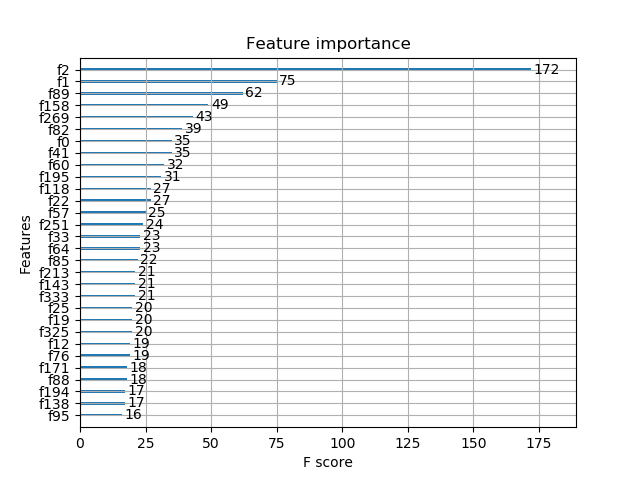 Feature importance
f2 172
f1 75
f89 62
f158 49
f269 43
f82 39
f0 35
f41 35
f60 32
f195 31
f118 27
f22 27
f57 25
f251 24
f33 23
f64 23
f85 22
f213 21
f143 21
f333 21
f25 20
f19 20
f325 20
f12 19
f76 19
f171 18
f88 18
f194 17
f138 17
f95 16
Features
0 25 50 75 100 125 150 175
F score